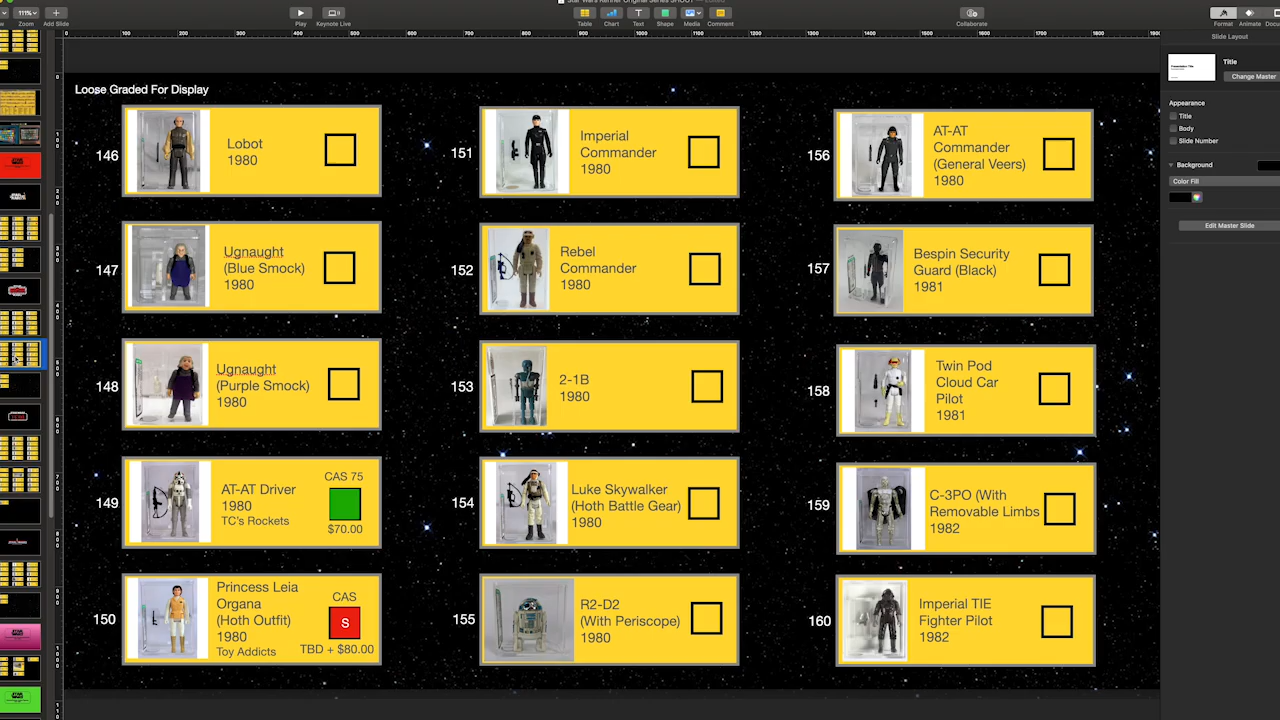 111%
Zoom
Add Slide
Play
Keynote Live
Table
Chart
Text
Shape
Media
Comment
Collaborate
Format
Animate
Slide Layout
Title
Change Master
Appearance
Title
Body
Slide Number
Background
Color Fill
Edit Master Slide
Loose Graded For Display
146
Lobot
1980
147
Ugnaught
(Blue Smock)
1980
148
Ugnaught
(Purple Smock)
1980
149
AT-AT Driver
1980
TC's Rockets
CAS 75
$70.00
150
Princess Leia
Organa
(Hoth Outfit)
1980
Toy Addicts
CAS
S
TBD + $80.00
151
Imperial
Commander
1980
152
Rebel
Commander
1980
153
2-1B
1980
154
Luke Skywalker
(Hoth Battle Gear)
1980
155
R2-D2
(With Periscope)
1980
156
AT-AT
Commander
(General Veers)
1980
157
Bespin Security
Guard (Black)
1981
158
Twin Pod
Cloud Car
Pilot
1981
159
C-3PO (With
Removable Limbs
1982
160
Imperial TIE
Fighter Pilot
1982